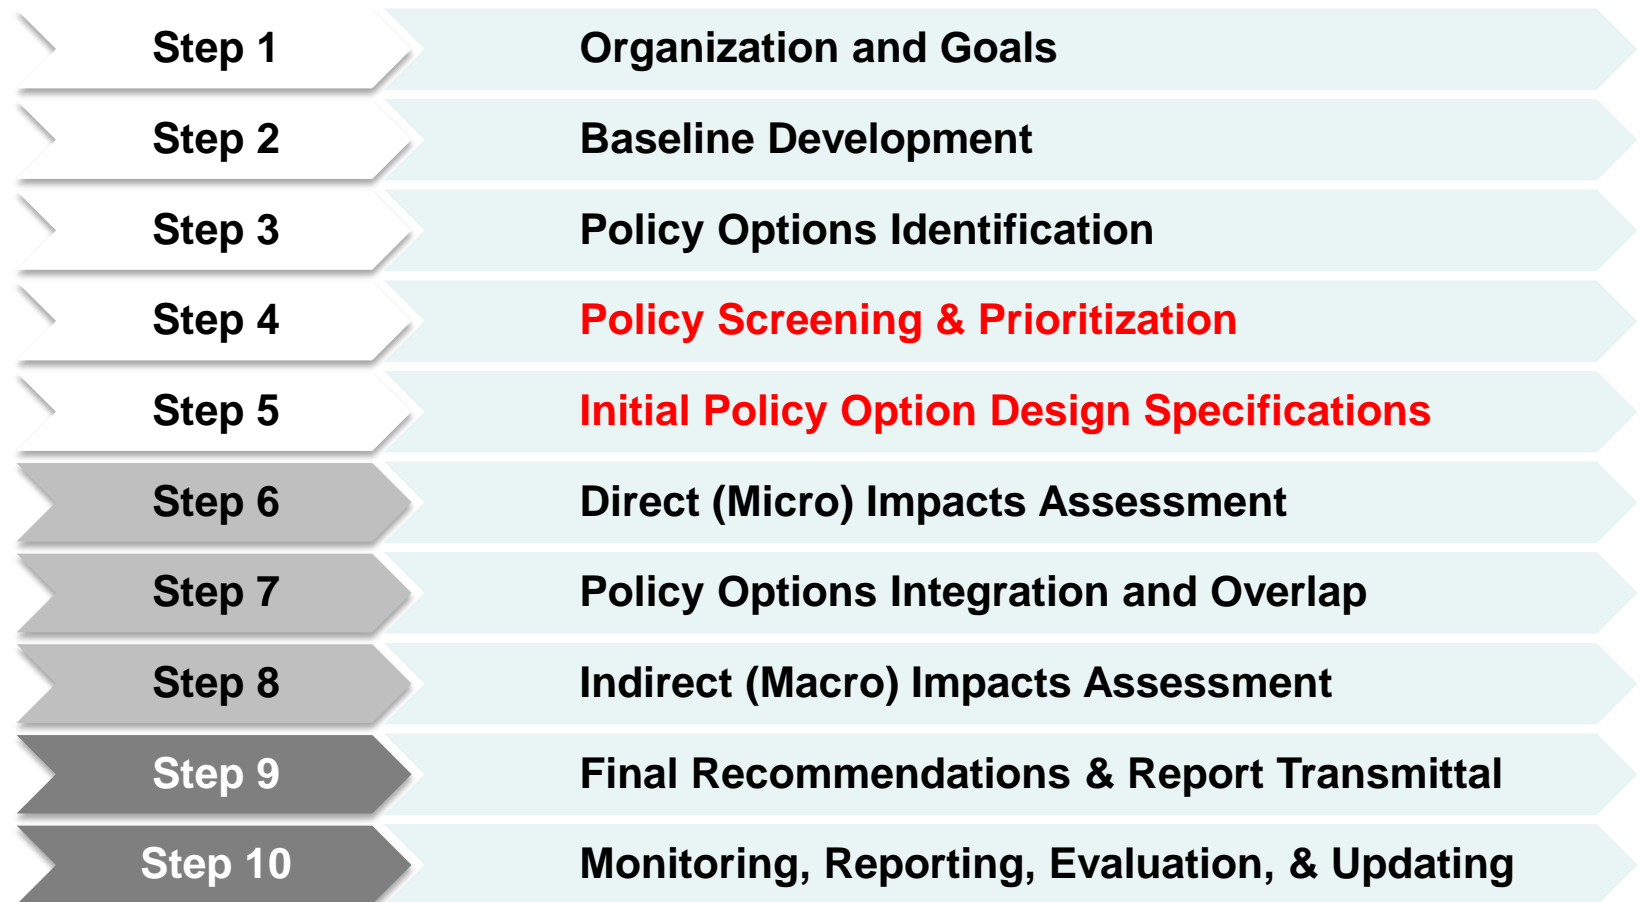 Step 1 Organization and Goals
Step 2 Baseline Development
Step 3 Policy Options Identification
Step 4 Policy Screening & Prioritization
Step 5 Initial Policy Option Design Specifications
Step 6 Direct (Micro) Impacts Assessment
Step 7 Policy Options Integration and Overlap
Step 8 Indirect (Macro) Impacts Assessment
Step 9 Final Recommendations & Report Transmittal
Step 10 Monitoring, Reporting, Evaluation, & Updating